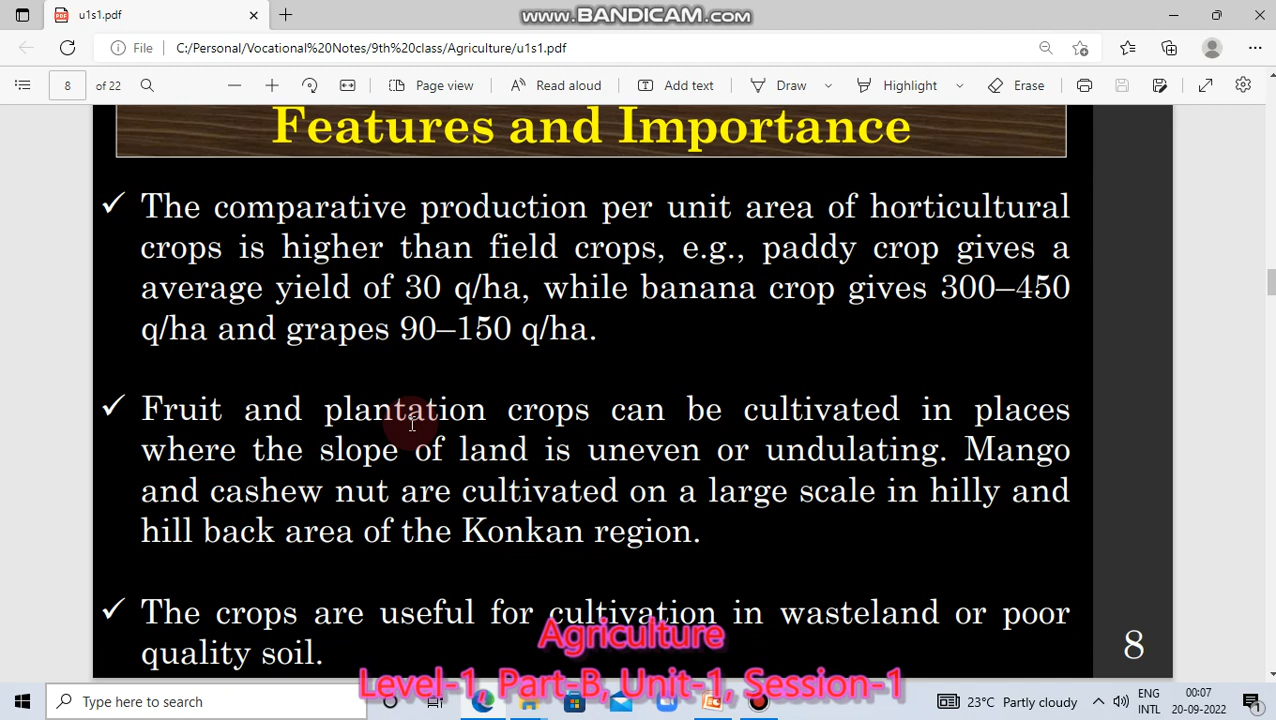 u1s1.pdf
www.BANDICAM.com
File C:/Personal/Vocational%20Notes/9th%20class/Agriculture/u1s1.pdf
8 of 22 Page view Read aloud Add text Draw Highlight Erase
Features and Importance
The comparative production per unit area of horticultural
crops is higher than field crops, e.g., paddy crop gives a
average yield of 30 q/ha, while banana crop gives 300–450
q/ha and grapes 90–150 q/ha.
Fruit and plantation crops can be cultivated in places
where the slope of land is uneven or undulating. Mango
and cashew nut are cultivated on a large scale in hilly and
hill back area of the Konkan region.
The crops are useful for cultivation in wasteland or poor
quality soil.
8
Agriculture
Level-1, Part-B, Unit-1, Session-1
Type here to search
23°C Partly cloudy
ENG
INTL
00:07
20-09-2022
1